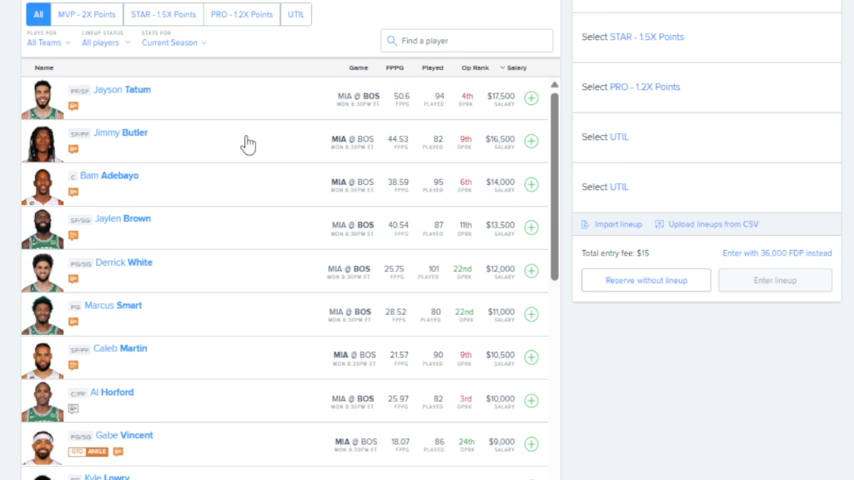 All MVP - 2X Points STAR - 1.5X Points PRO - 1.2X Points UTIL
PLAYS FOR LINEUP STATUS STATS FOR
All Teams All players Current Season
Find a player
Name Game FPPG Played Op Rank Salary
PF/SF Jayson Tatum MIA @ BOS 50.6 94 4th $17,500
MON 8:30PM ET FPPG PLAYED OPRK SALARY
SF/PF Jimmy Butler MIA @ BOS 44.53 82 9th $16,500
MON 8:30PM ET FPPG PLAYED OPRK SALARY
C Bam Adebayo MIA @ BOS 38.59 95 6th $14,000
MON 8:30PM ET FPPG PLAYED OPRK SALARY
SF/SG Jaylen Brown MIA @ BOS 40.54 87 11th $13,500
MON 8:30PM ET FPPG PLAYED OPRK SALARY
PG/SG Derrick White MIA @ BOS 25.75 101 22nd $12,000
MON 8:30PM ET FPPG PLAYED OPRK SALARY
PG Marcus Smart MIA @ BOS 28.52 80 22nd $11,000
MON 8:30PM ET FPPG PLAYED OPRK SALARY
SF/PF Caleb Martin MIA @ BOS 21.57 90 9th $10,500
MON 8:30PM ET FPPG PLAYED OPRK SALARY
C/PF Al Horford MIA @ BOS 25.97 82 3rd $10,000
MON 8:30PM ET FPPG PLAYED OPRK SALARY
PG/SG Gabe Vincent MIA @ BOS 18.07 86 24th $9,000
GTD ANKLE MON 8:30PM ET FPPG PLAYED OPRK SALARY
Kyle Lowry
Select STAR - 1.5X Points
Select PRO - 1.2X Points
Select UTIL
Select UTIL
Import lineup Upload lineups from CSV
Total entry fee: $15 Enter with 36,000 FDP instead
Reserve without lineup Enter lineup